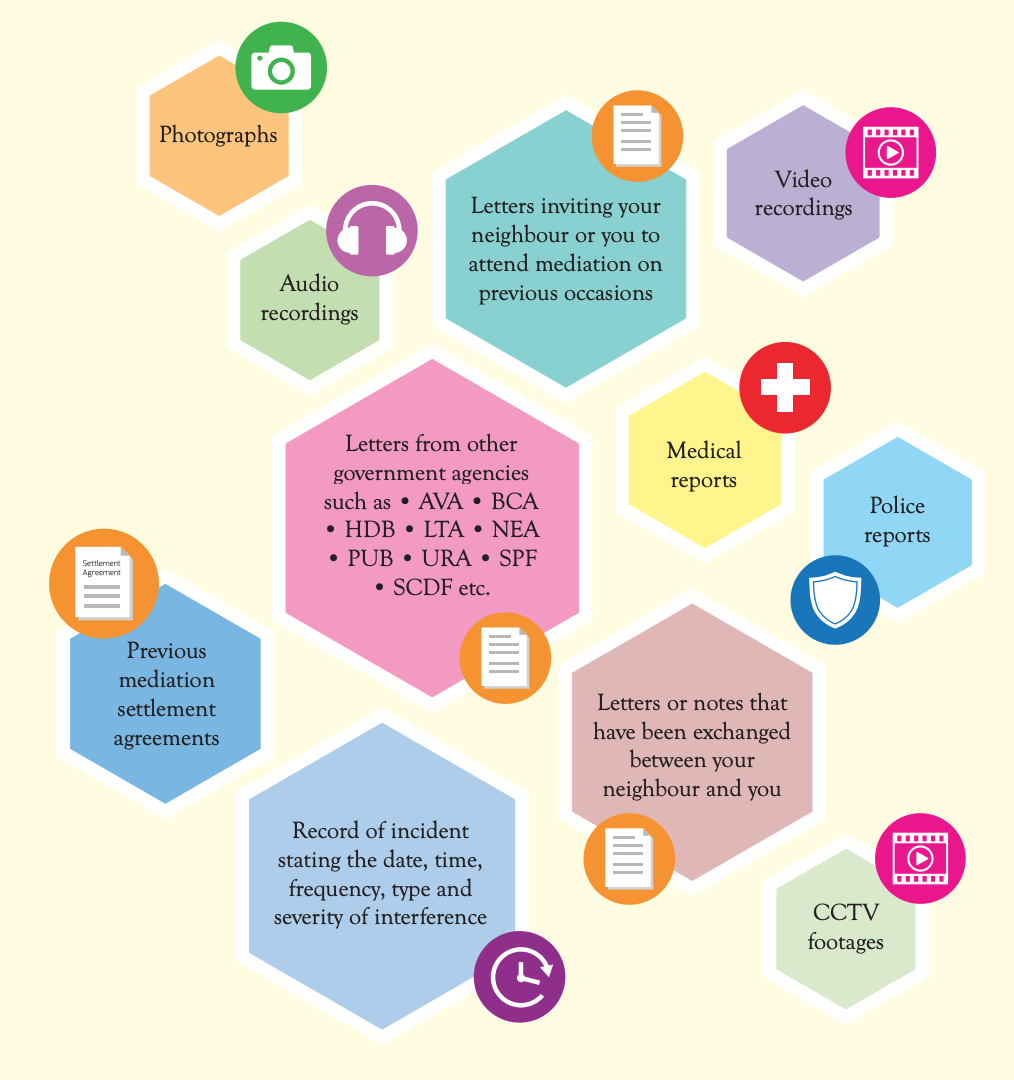 Photographs
Letters inviting your
neighbour or you to
attend mediation on
previous occasions
Video
recordings
Audio
recordings
Letters from other
government agencies
such as • AVA • BCA
• HDB • LTA • NEA
• PUB • URA • SPF
• SCDF etc.
Medical
reports
Police
reports
Settlement
Agreement
Previous
mediation
settlement
agreements
Letters or notes that
have been exchanged
between your
neighbour and you
Record of incident
stating the date, time,
frequency, type and
severity of interference
CCTV
footages